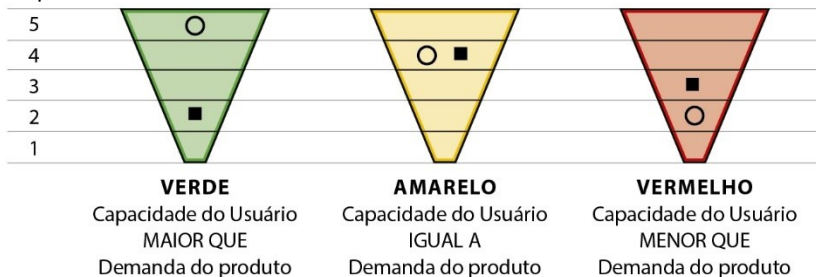 5
4
3
2
1
VERDE
Capacidade do Usuário
MAIOR QUE
Demanda do produto
AMARELO
Capacidade do Usuário
IGUAL A
Demanda do produto
VERMELHO
Capacidade do Usuário
MENOR QUE
Demanda do produto